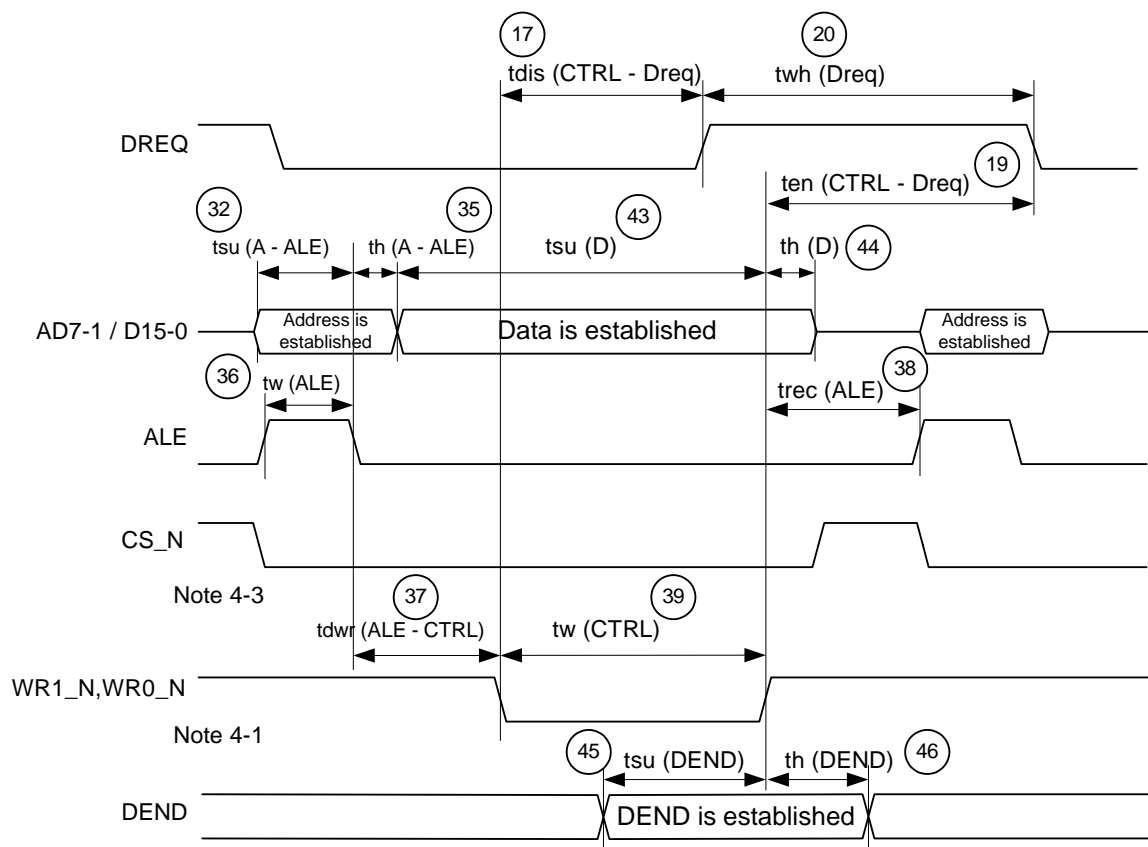 17
20
tdis (CTRL - Dreq)
twh (Dreq)
DREQ
19
ten (CTRL - Dreq)
32
35
43
tsu (A - ALE)
th (A - ALE)
tsu (D)
th (D)
44
AD7-1 / D15-0
Address is
established
Data is established
Address is
established
36
tw (ALE)
38
trec (ALE)
ALE
CS_N
Note 4-3
37
39
tdwr (ALE - CTRL)
tw (CTRL)
WR1_N,WR0_N
Note 4-1
45
tsu (DEND)
th (DEND)
46
DEND
DEND is established